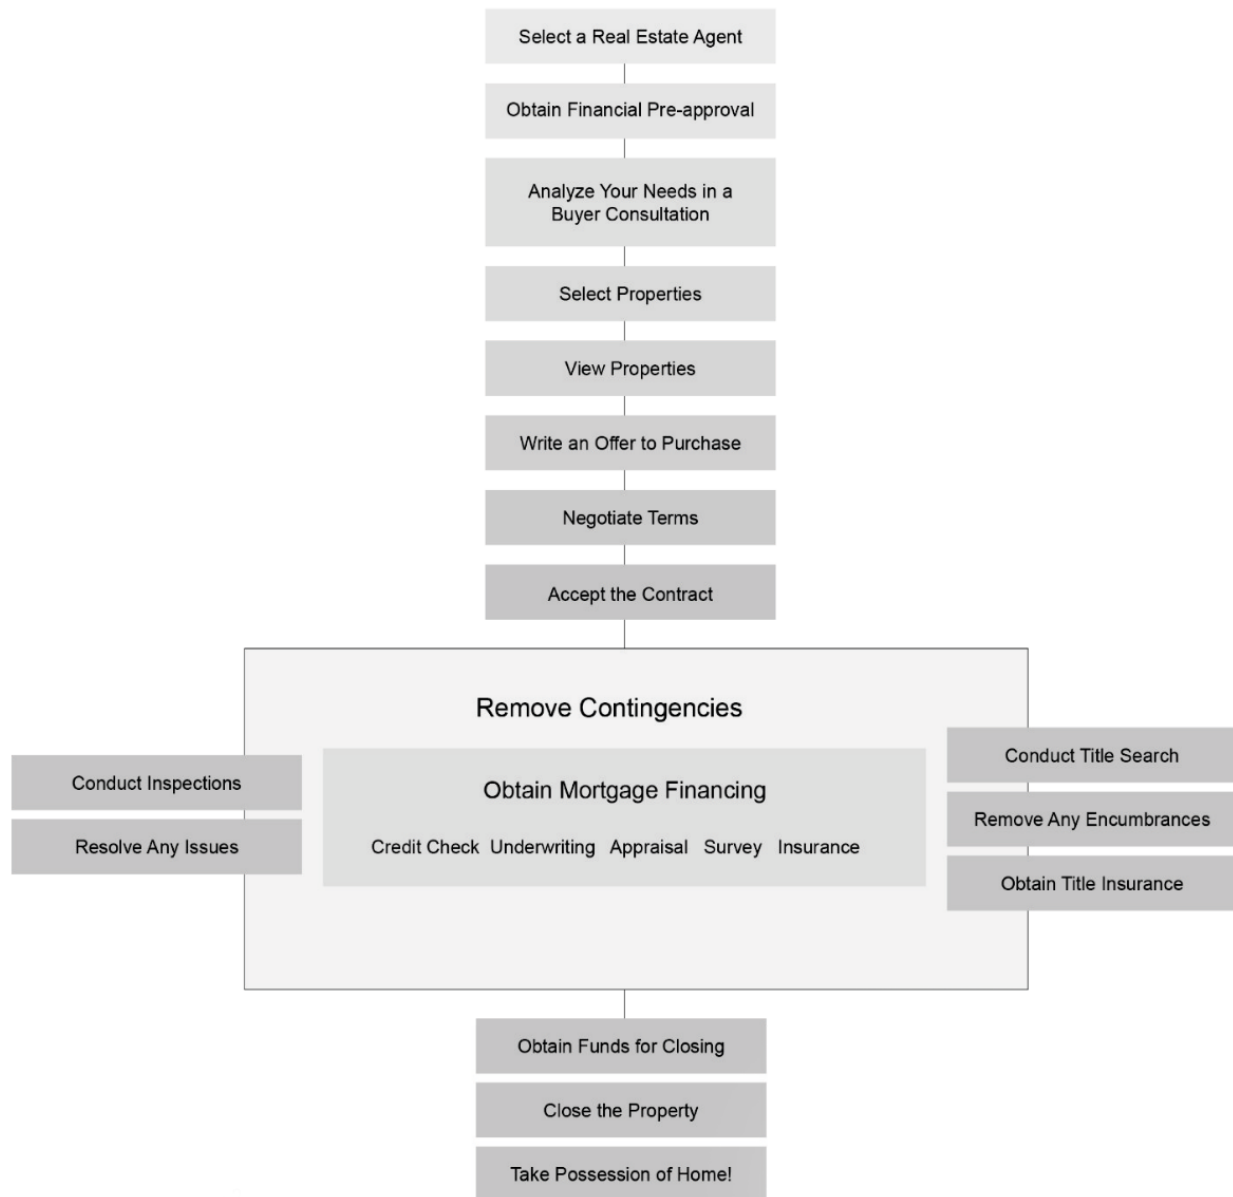 Select a Real Estate Agent
Obtain Financial Pre-approval
Analyze Your Needs in a
Buyer Consultation
Select Properties
View Properties
Write an Offer to Purchase
Negotiate Terms
Accept the Contract
Remove Contingencies
Conduct Inspections
Resolve Any Issues
Obtain Mortgage Financing
Credit Check Underwriting Appraisal Survey Insurance
Conduct Title Search
Remove Any Encumbrances
Obtain Title Insurance
Obtain Funds for Closing
Close the Property
Take Possession of Home!